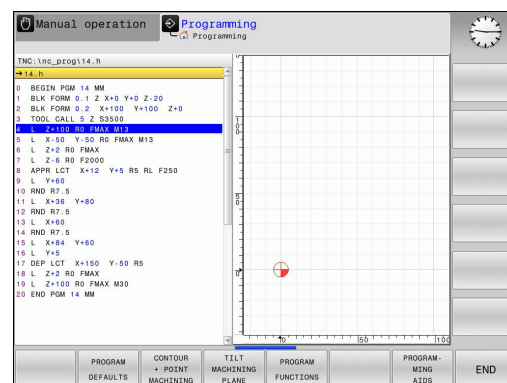 Manual operation
Programming
Programming
TNC:\nc_prog\14.h
→14.h
0 BEGIN PGM 14 MM
1 BLK FORM 0.1 Z X+0 Y+0 Z-20
2 BLK FORM 0.2 X+100 Y+100 Z+0
3 TOOL CALL 5 Z S3500
4 L Z+100 R0 FMAX M13
5 L X-50 Y-50 R0 FMAX M13
6 L Z+2 R0 FMAX
7 L Z-6 R0 F2000
8 APPR LCT X+12 Y+5 R5 RL F250
9 L Y+60
10 RND R7.5
11 L X+36 Y+80
12 RND R7.5
13 L X+60
14 RND R7.5
15 L X+84 Y+60
16 L Y+5
17 DEP LCT X+150 Y-50 R5
18 L Z+2 R0 FMAX
19 L Z+100 R0 FMAX M30
20 END PGM 14 MM
100
50
0
0
50
100
PROGRAM
DEFAULTS
CONTOUR
+ POINT
MACHINING
TILT
MACHINING
PLANE
PROGRAM
FUNCTIONS
PROGRAM-
MING
AIDS
END